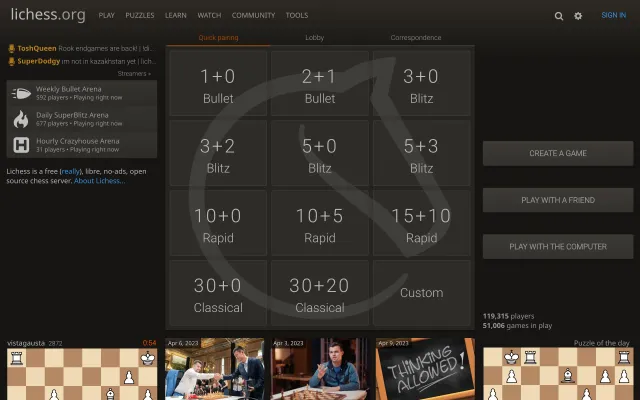 lichess.org
PLAY PUZZLES LEARN WATCH COMMUNITY TOOLS
SIGN IN
ToshQueen Rook endgames are back! | !di...
SuperDodgy im not in kazakhstan yet | lich...
Streamers »
Weekly Bullet Arena
592 players • Playing right now
Daily SuperBlitz Arena
677 players • Playing right now
Hourly Crazyhouse Arena
31 players • Playing right now
Lichess is a free (really), libre, no-ads, open
source chess server. About Lichess...
Quick pairing Lobby Correspondence
1+0
Bullet
2+1
Bullet
3+0
Blitz
3+2
Blitz
5+0
Blitz
5+3
Blitz
10+0
Rapid
10+5
Rapid
15+10
Rapid
30+0
Classical
30+20
Classical
Custom
CREATE A GAME
PLAY WITH A FRIEND
PLAY WITH THE COMPUTER
119,315 players
51,006 games in play
vistagausta 2872 0:54
Apr 6, 2023
Apr 3, 2023
Apr 9, 2023
THINKING
ALLOWED!
Puzzle of the day